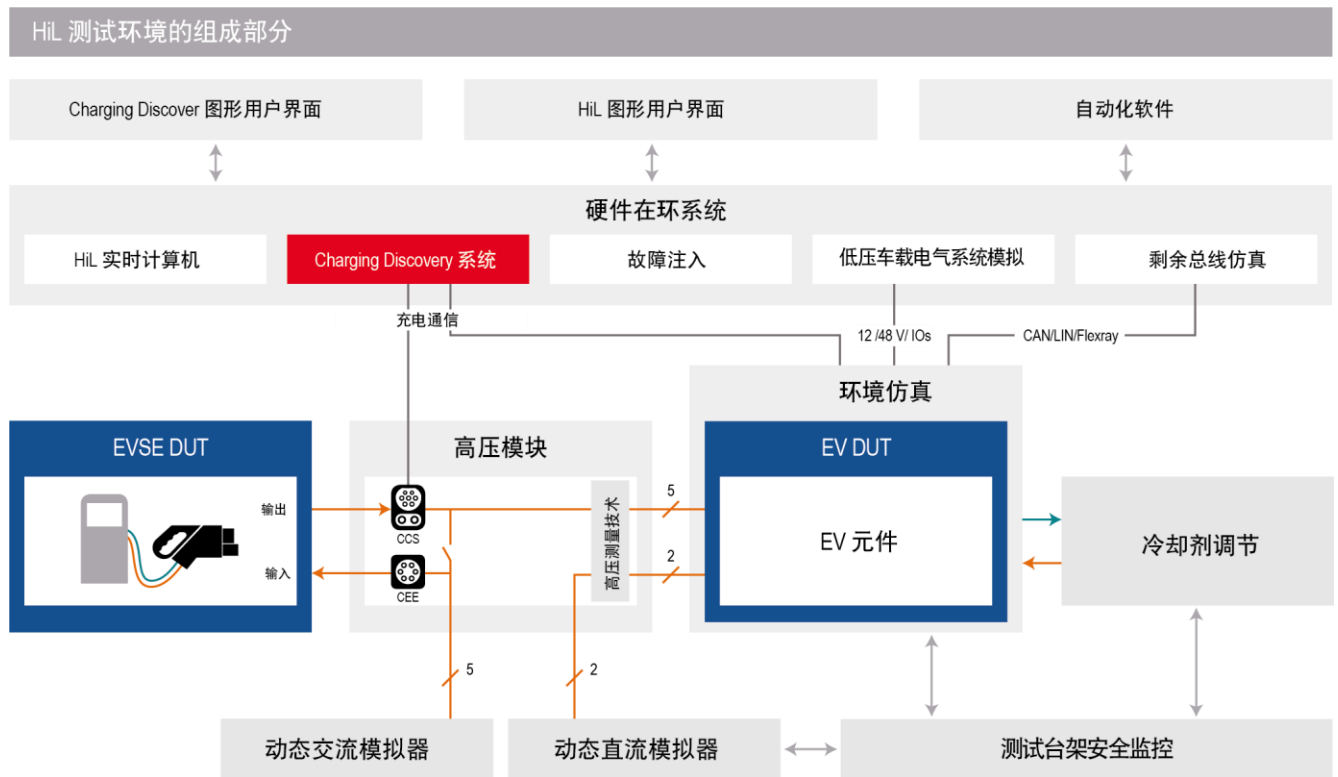 HiL 测试环境的组成部分
Charging Discover 图形用户界面
HiL 图形用户界面
自动化软件
硬件在环系统
HiL 实时计算机
Charging Discovery 系统
故障注入
低压车载电气系统模拟
剩余总线仿真
充电通信
12 /48 V/ IOs
CAN/LIN/Flexray
环境仿真
EVSE DUT
高压模块
EV DUT
输出
输入
CCS
CEE
高压测量技术
5
2
EV 元件
冷却剂调节
5
2
动态交流模拟器
动态直流模拟器
测试台架安全监控